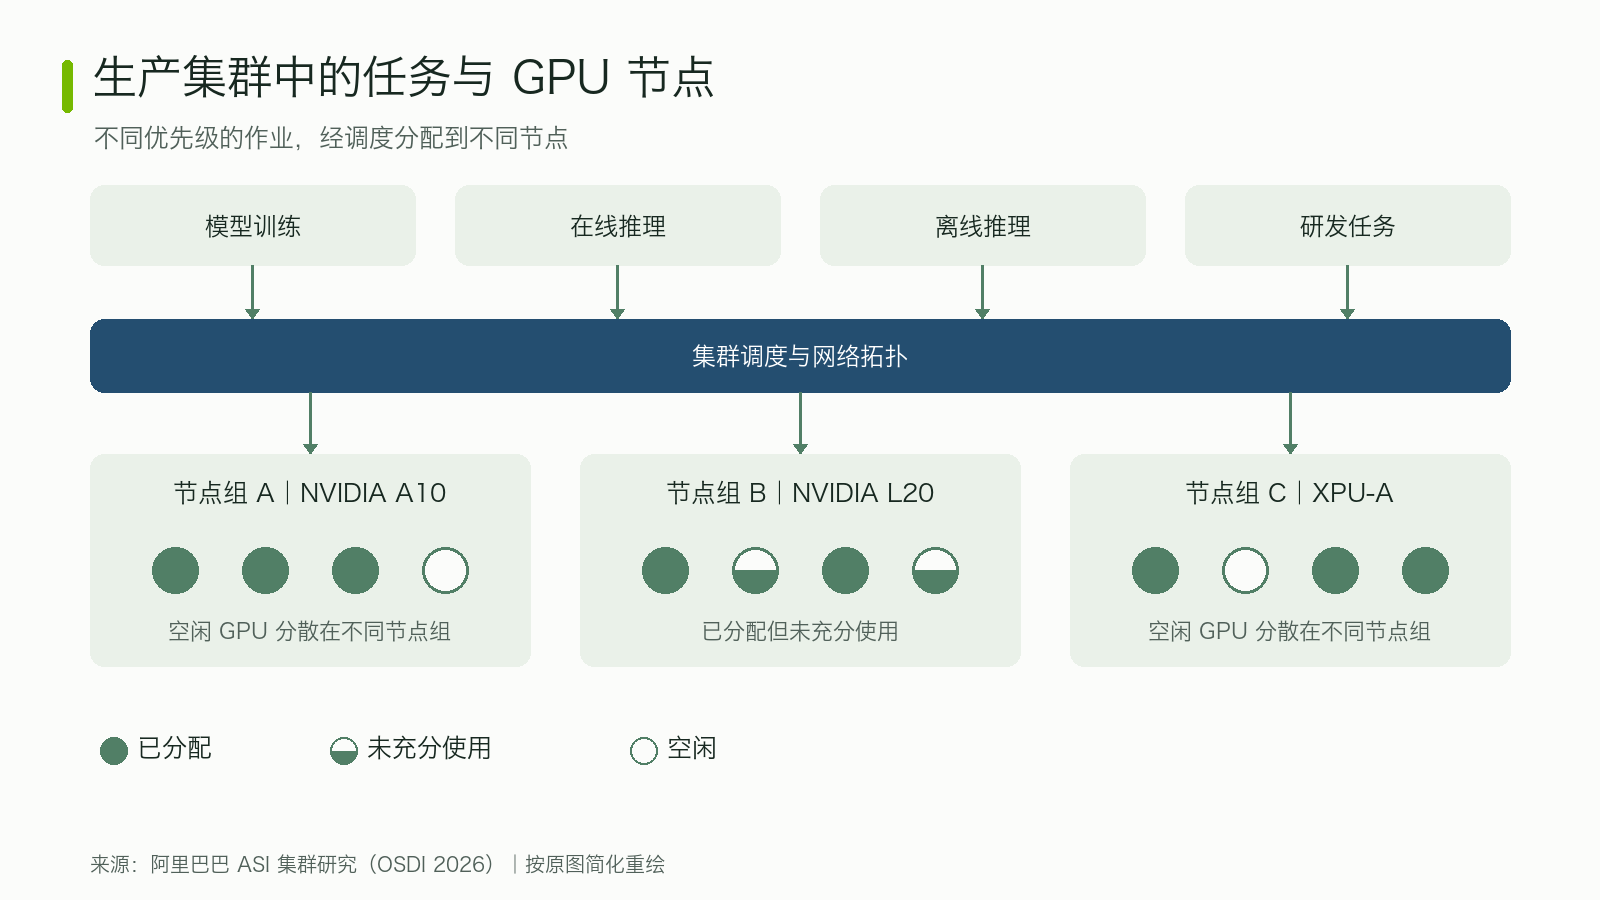 生产集群中的任务与 GPU 节点
不同优先级的作业，经调度分配到不同节点
模型训练
在线推理
离线推理
研发任务
集群调度与网络拓扑
节点组 A｜NVIDIA A10
节点组 B｜NVIDIA L20
节点组 C｜XPU-A
空闲 GPU 分散在不同节点组
已分配但未充分使用
空闲 GPU 分散在不同节点组
已分配
未充分使用
空闲
来源：阿里巴巴 ASI 集群研究（OSDI 2026）｜按原图简化重绘